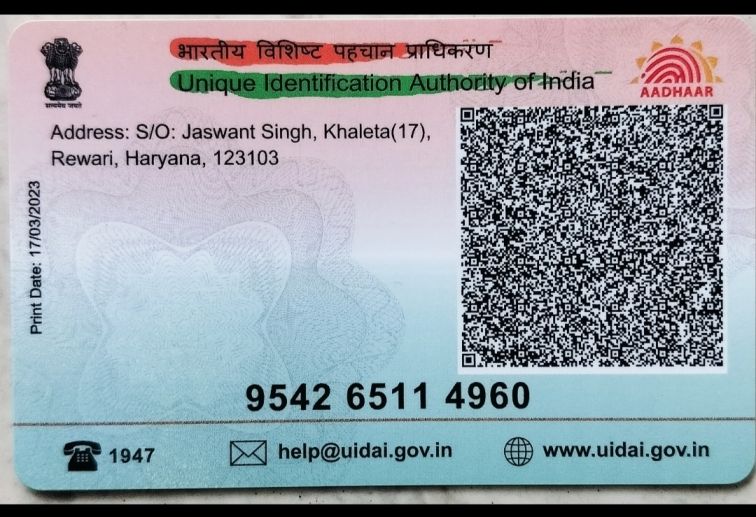 भारतीय विशिष्ट पहचान प्राधिकरण
Unique Identification Authority of India
सत्यमेव जयते
AADHAAR
Address: S/O: Jaswant Singh, Khaleta(17),
Rewari, Haryana, 123103
Print Date: 17/03/2023
9542 6511 4960
1947
help@uidai.gov.in
www.uidai.gov.in